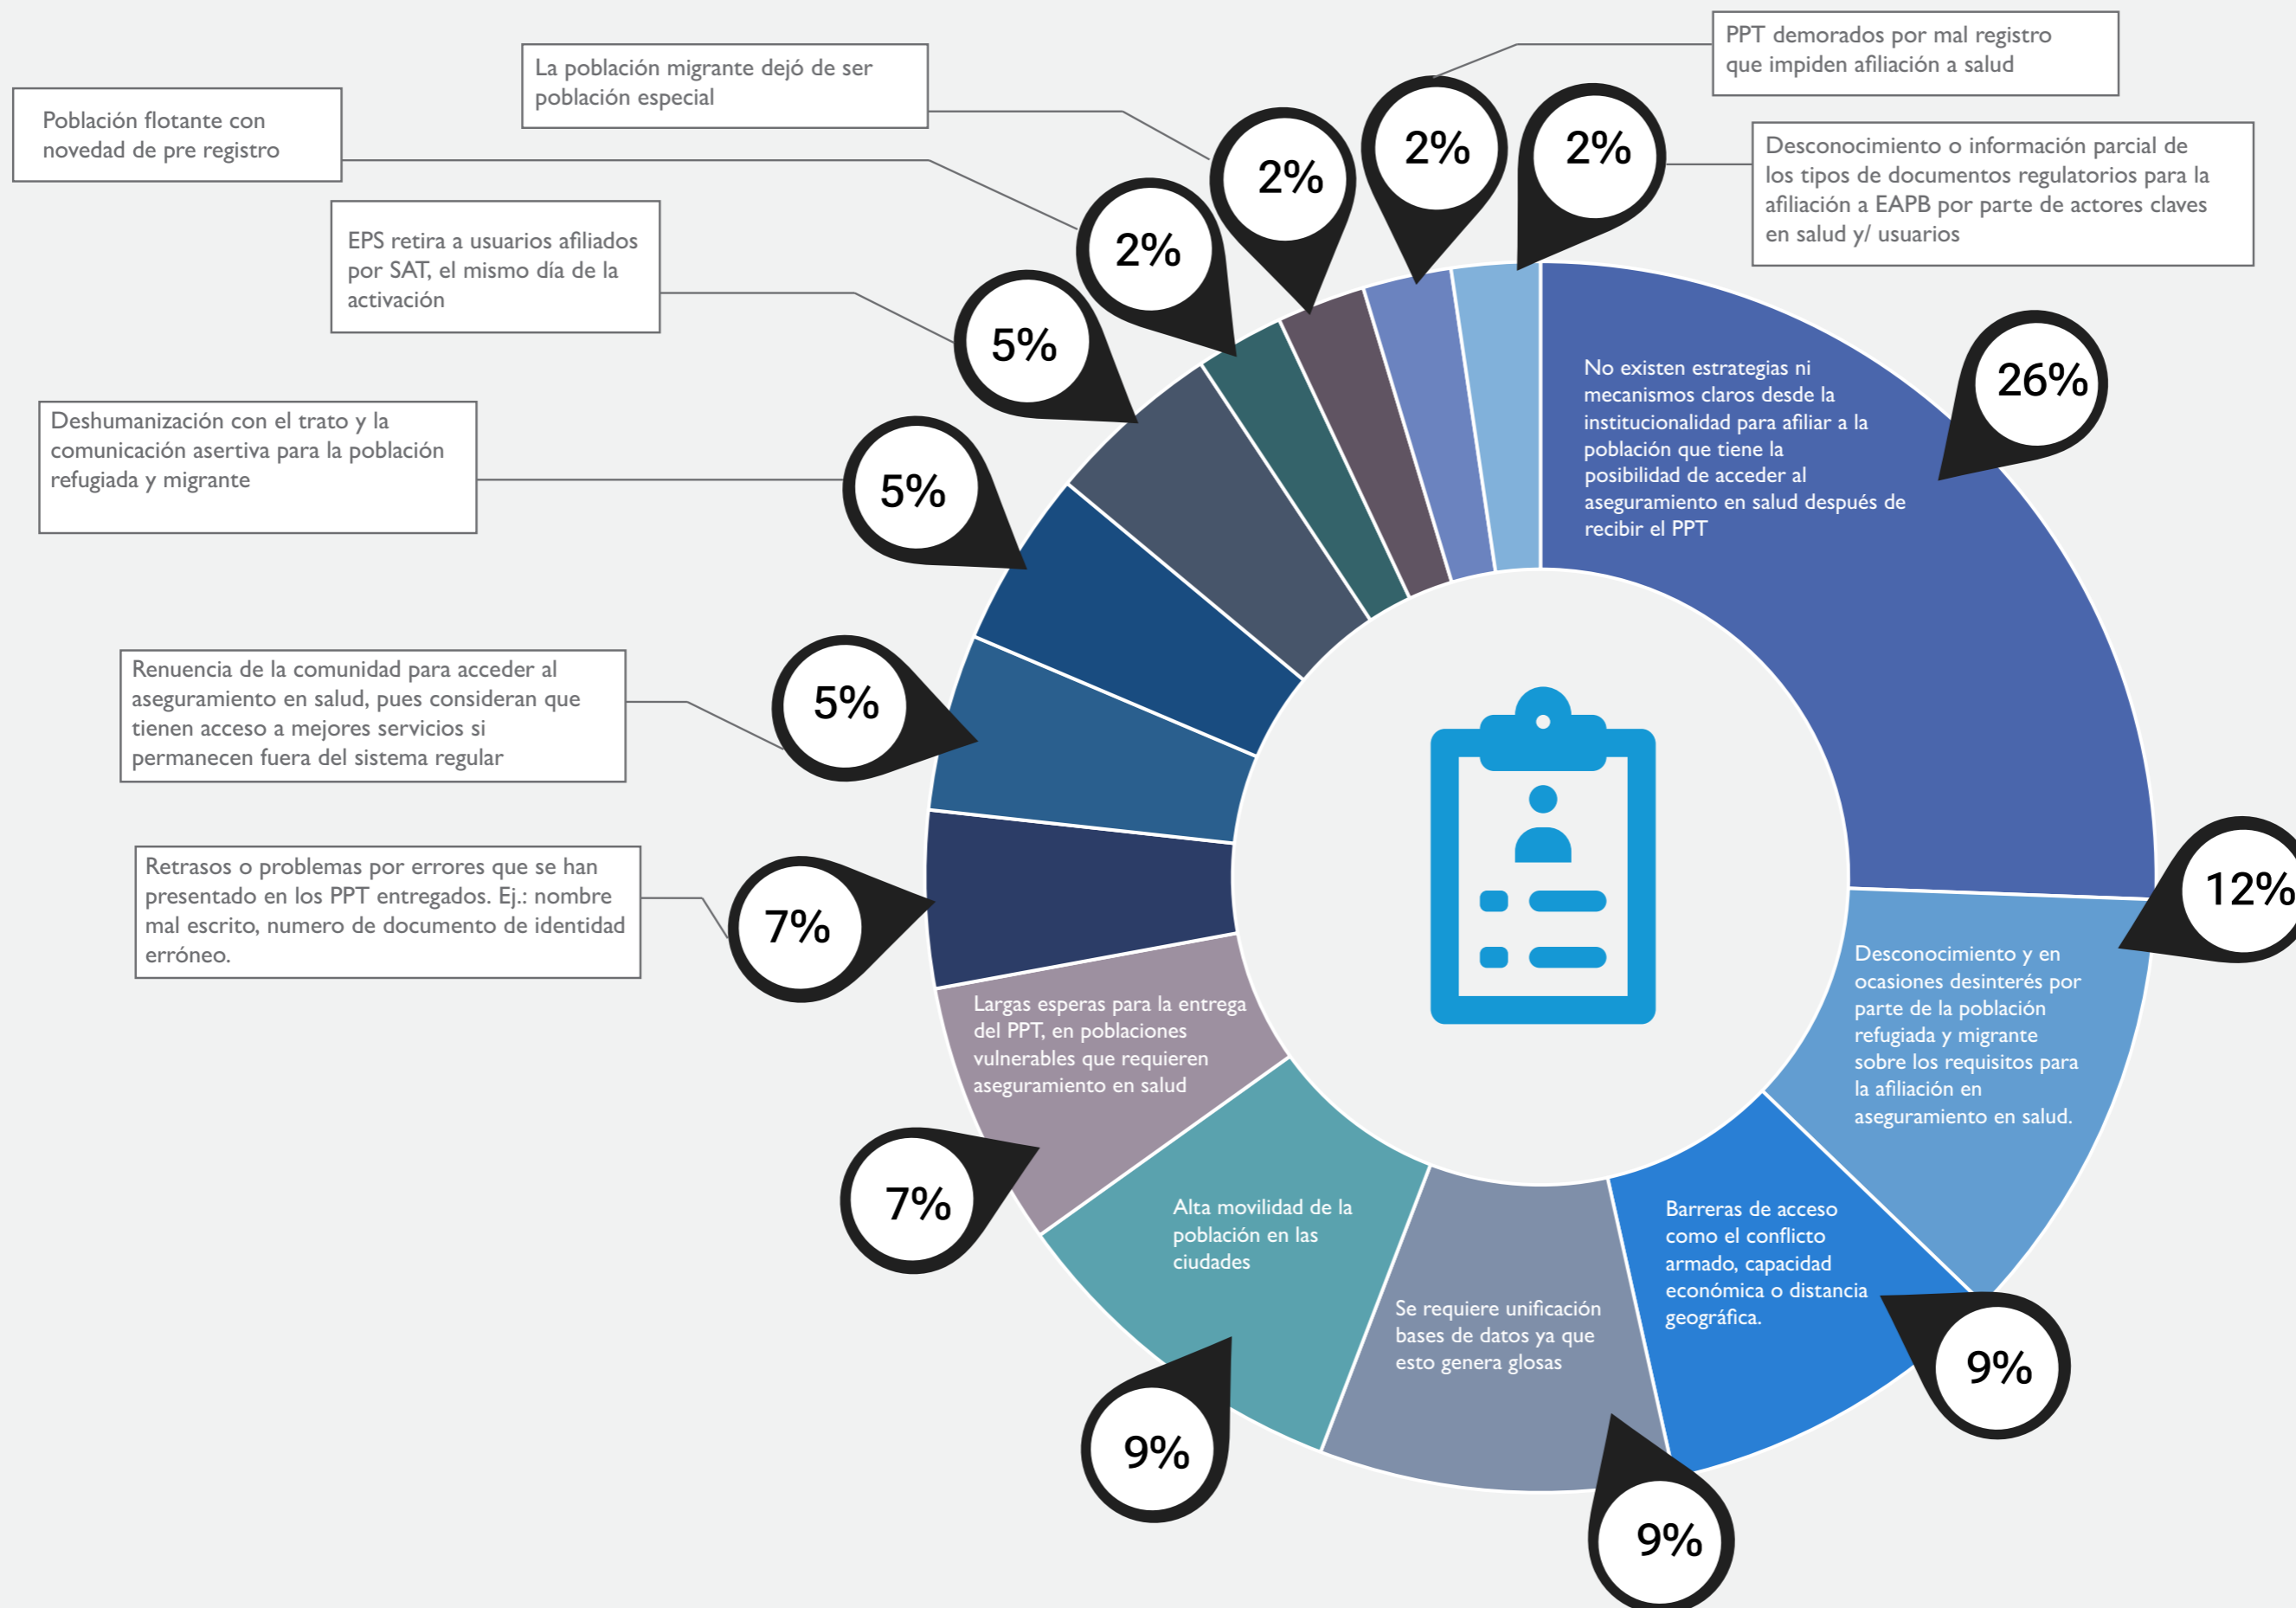 PPT demorados por mal registro
que impiden afiliación a salud
La población migrante dejó de ser
población especial
Población flotante con
novedad de pre registro
Desconocimiento o información parcial de
los tipos de documentos regulatorios para la
afiliación a EAPB por parte de actores claves
en salud y/ usuarios
EPS retira a usuarios afiliados
por SAT, el mismo día de la
activación
Deshumanización con el trato y la
comunicación asertiva para la población
refugiada y migrante
Renuencia de la comunidad para acceder al
aseguramiento en salud, pues consideran que
tienen acceso a mejores servicios si
permanecen fuera del sistema regular
Retrasos o problemas por errores que se han
presentado en los PPT entregados. Ej.: nombre
mal escrito, numero de documento de identidad
erróneo.
2%
2%
2%
2%
5%
5%
5%
7%
7%
9%
9%
9%
12%
26%
No existen estrategias ni
mecanismos claros desde la
institucionalidad para afiliar a la
población que tiene la
posibilidad de acceder al
aseguramiento en salud después de
recibir el PPT
Desconocimiento y en
ocasiones desinterés por
parte de la población
refugiada y migrante
sobre los requisitos para
la afiliación en
aseguramiento en salud.
Barreras de acceso
como el conflicto
armado, capacidad
económica o distancia
geográfica.
Se requiere unificación
bases de datos ya que
esto genera glosas
Alta movilidad de la
población en las
ciudades
Largas esperas para la entrega
del PPT, en poblaciones
vulnerables que requieren
aseguramiento en salud